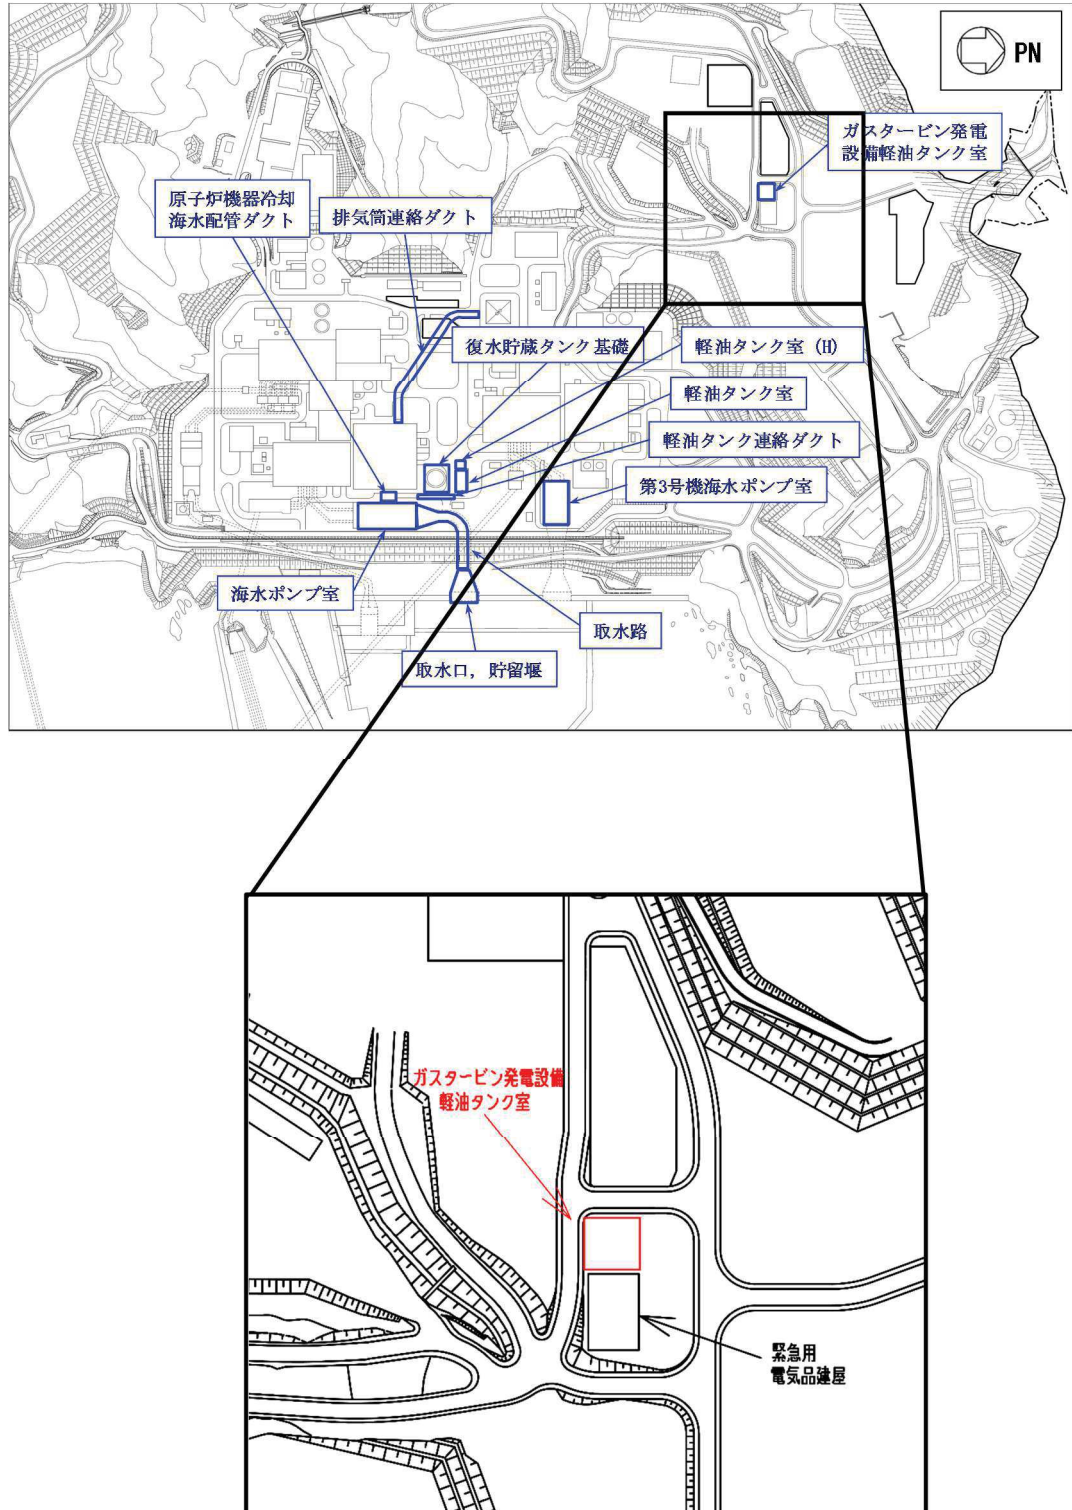 PN
ガスタービン発電
設備軽油タンク室
原子炉機器冷却
海水配管ダクト
排気筒連絡ダクト
復水貯蔵タンク基礎
軽油タンク室 (H)
軽油タンク室
軽油タンク連絡ダクト
第3号機海水ポンプ室
海水ポンプ室
取水路
取水口, 貯留堰
ガスタービン発電設備
軽油タンク室
緊急用
電気品建屋